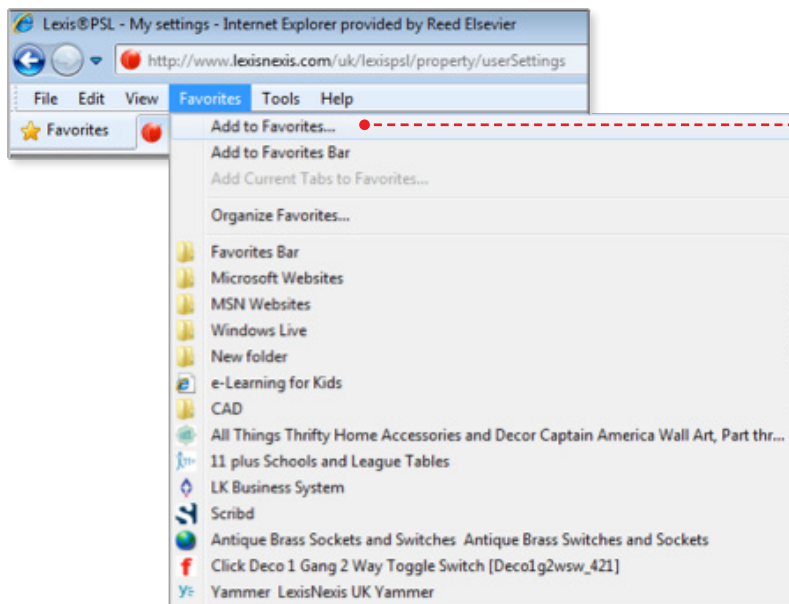 Lexis®PSL - My settings - Internet Explorer provided by Reed Elsevier
http://www.lexisnexis.com/uk/lexispsl/property/userSettings
File Edit View Favorites Tools Help
Favorites
Add to Favorites...
Add to Favorites Bar
Add Current Tabs to Favorites...
Organize Favorites...
Favorites Bar
Microsoft Websites
MSN Websites
Windows Live
New folder
e-Learning for Kids
CAD
All Things Thrifty Home Accessories and Decor Captain America Wall Art, Part thr...
11 plus Schools and League Tables
LK Business System
Scribd
Antique Brass Sockets and Switches Antique Brass Switches and Sockets
Click Deco 1 Gang 2 Way Toggle Switch [Deco1g2wsw_421]
Yammer LexisNexis UK Yammer